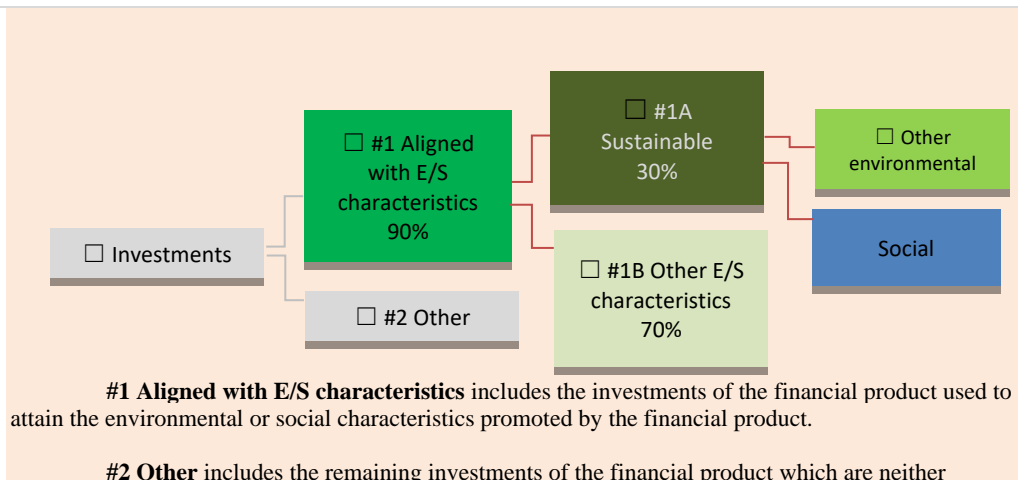 ☐ Investments
☐ #1 Aligned
with E/S
characteristics
90%
☐ #2 Other
☐ #1A
Sustainable
30%
☐ #1B Other E/S
characteristics
70%
☐ Other
environmental
Social
#1 Aligned with E/S characteristics includes the investments of the financial product used to
attain the environmental or social characteristics promoted by the financial product.
#2 Other includes the remaining investments of the financial product which are neither